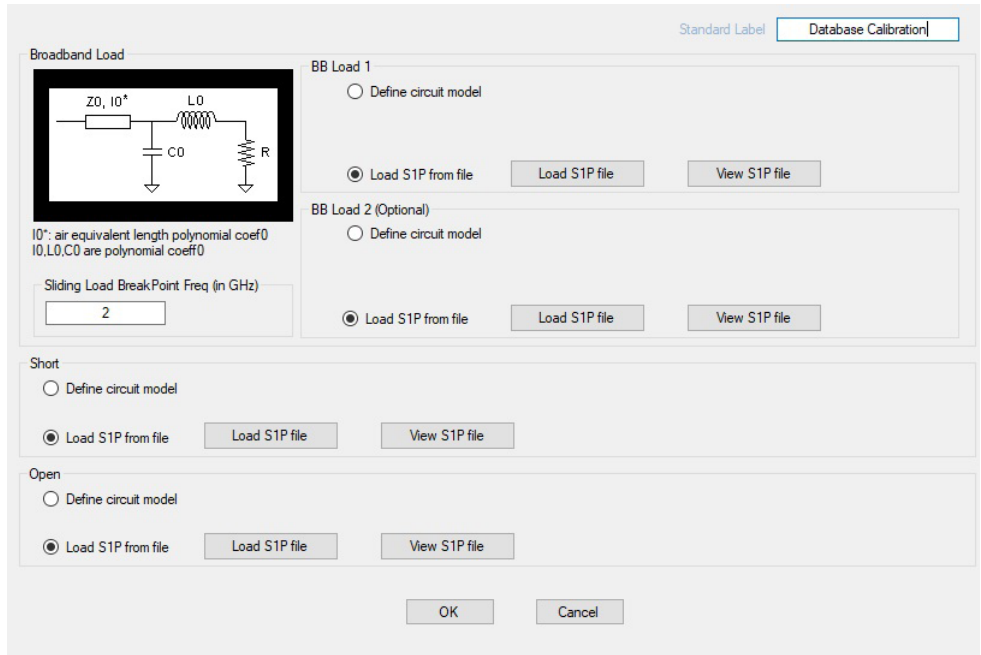 Standard Label Database Calibration
Broadband Load
Z0, I0*
L0
C0
R
I0*: air equivalent length polynomial coef0
I0,L0,C0 are polynomial coeff0
Sliding Load BreakPoint Freq (in GHz)
2
BB Load 1
Define circuit model
Load S1P from file Load S1P file View S1P file
BB Load 2 (Optional)
Define circuit model
Load S1P from file Load S1P file View S1P file
Short
Define circuit model
Load S1P from file Load S1P file View S1P file
Open
Define circuit model
Load S1P from file Load S1P file View S1P file
OK Cancel